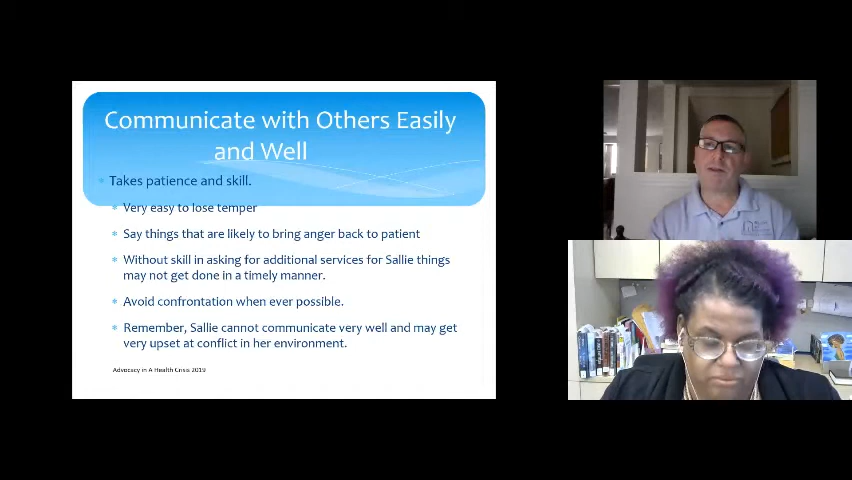 Communicate with Others Easily
and Well
Takes patience and skill.
Very easy to lose temper
Say things that are likely to bring anger back to patient
Without skill in asking for additional services for Sallie things
may not get done in a timely manner.
Avoid confrontation when ever possible.
Remember, Sallie cannot communicate very well and may get
very upset at conflict in her environment.
Advocacy in A Health Crisis 2019